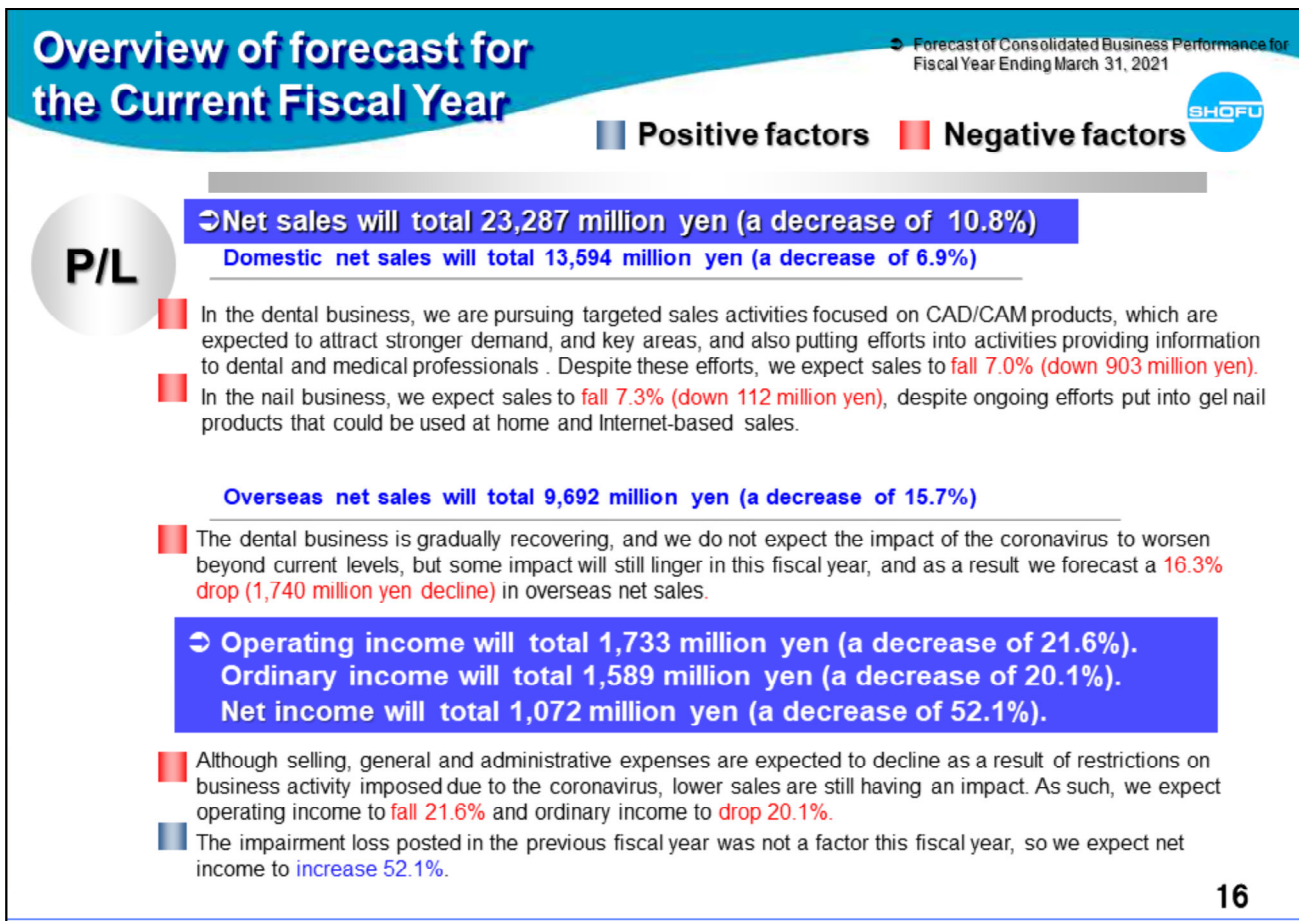 Overview of forecast for
the Current Fiscal Year
➲ Forecast of Consolidated Business Performance for
Fiscal Year Ending March 31, 2021
SHOFU
Positive factors Negative factors
P/L
➲Net sales will total 23,287 million yen (a decrease of 10.8%)
Domestic net sales will total 13,594 million yen (a decrease of 6.9%)
In the dental business, we are pursuing targeted sales activities focused on CAD/CAM products, which are
expected to attract stronger demand, and key areas, and also putting efforts into activities providing information
to dental and medical professionals . Despite these efforts, we expect sales to fall 7.0% (down 903 million yen).
In the nail business, we expect sales to fall 7.3% (down 112 million yen), despite ongoing efforts put into gel nail
products that could be used at home and Internet-based sales.
Overseas net sales will total 9,692 million yen (a decrease of 15.7%)
The dental business is gradually recovering, and we do not expect the impact of the coronavirus to worsen
beyond current levels, but some impact will still linger in this fiscal year, and as a result we forecast a 16.3%
drop (1,740 million yen decline) in overseas net sales.
➲ Operating income will total 1,733 million yen (a decrease of 21.6%).
Ordinary income will total 1,589 million yen (a decrease of 20.1%).
Net income will total 1,072 million yen (a decrease of 52.1%).
Although selling, general and administrative expenses are expected to decline as a result of restrictions on
business activity imposed due to the coronavirus, lower sales are still having an impact. As such, we expect
operating income to fall 21.6% and ordinary income to drop 20.1%.
The impairment loss posted in the previous fiscal year was not a factor this fiscal year, so we expect net
income to increase 52.1%.
16